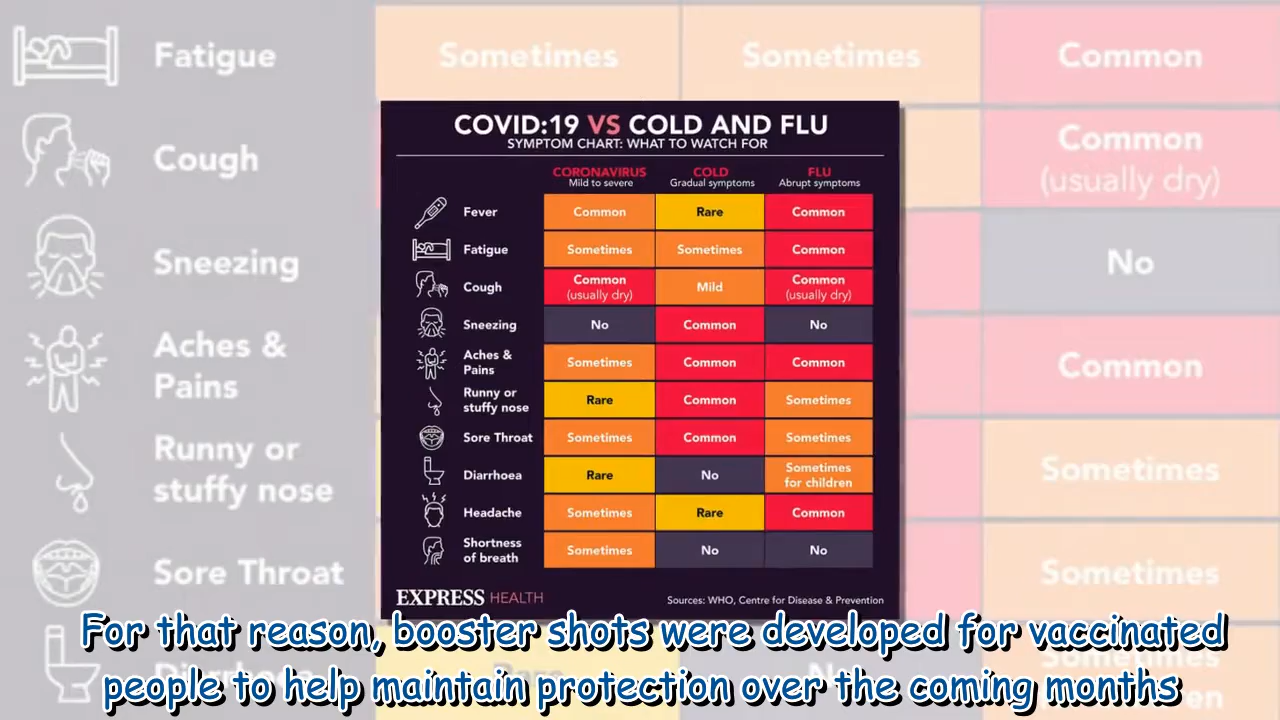 Fatigue Sometimes Sometimes Common
Cough Common
(usually dry)
Sneezing No
Aches &
Pains Common
Runny or
stuffy nose Sometimes
Sore Throat Sometimes
COVID:19 VS COLD AND FLU
SYMPTOM CHART: WHAT TO WATCH FOR
CORONAVIRUS COLD FLU
Mild to severe Gradual symptoms Abrupt symptoms
Fever Common Rare Common
Fatigue Sometimes Sometimes Common
Cough Common Mild Common
(usually dry) (usually dry)
Sneezing No Common No
Aches & Sometimes Common Common
Pains
Runny or Rare Common Sometimes
stuffy nose
Sore Throat Sometimes Common Sometimes
Diarrhoea Rare No Sometimes
for children
Headache Sometimes Rare Common
Shortness Sometimes No No
of breath
EXPRESS HEALTH Sources: WHO, Centre for Disease & Prevention
For that reason, booster shots were developed for vaccinated
people to help maintain protection over the coming months